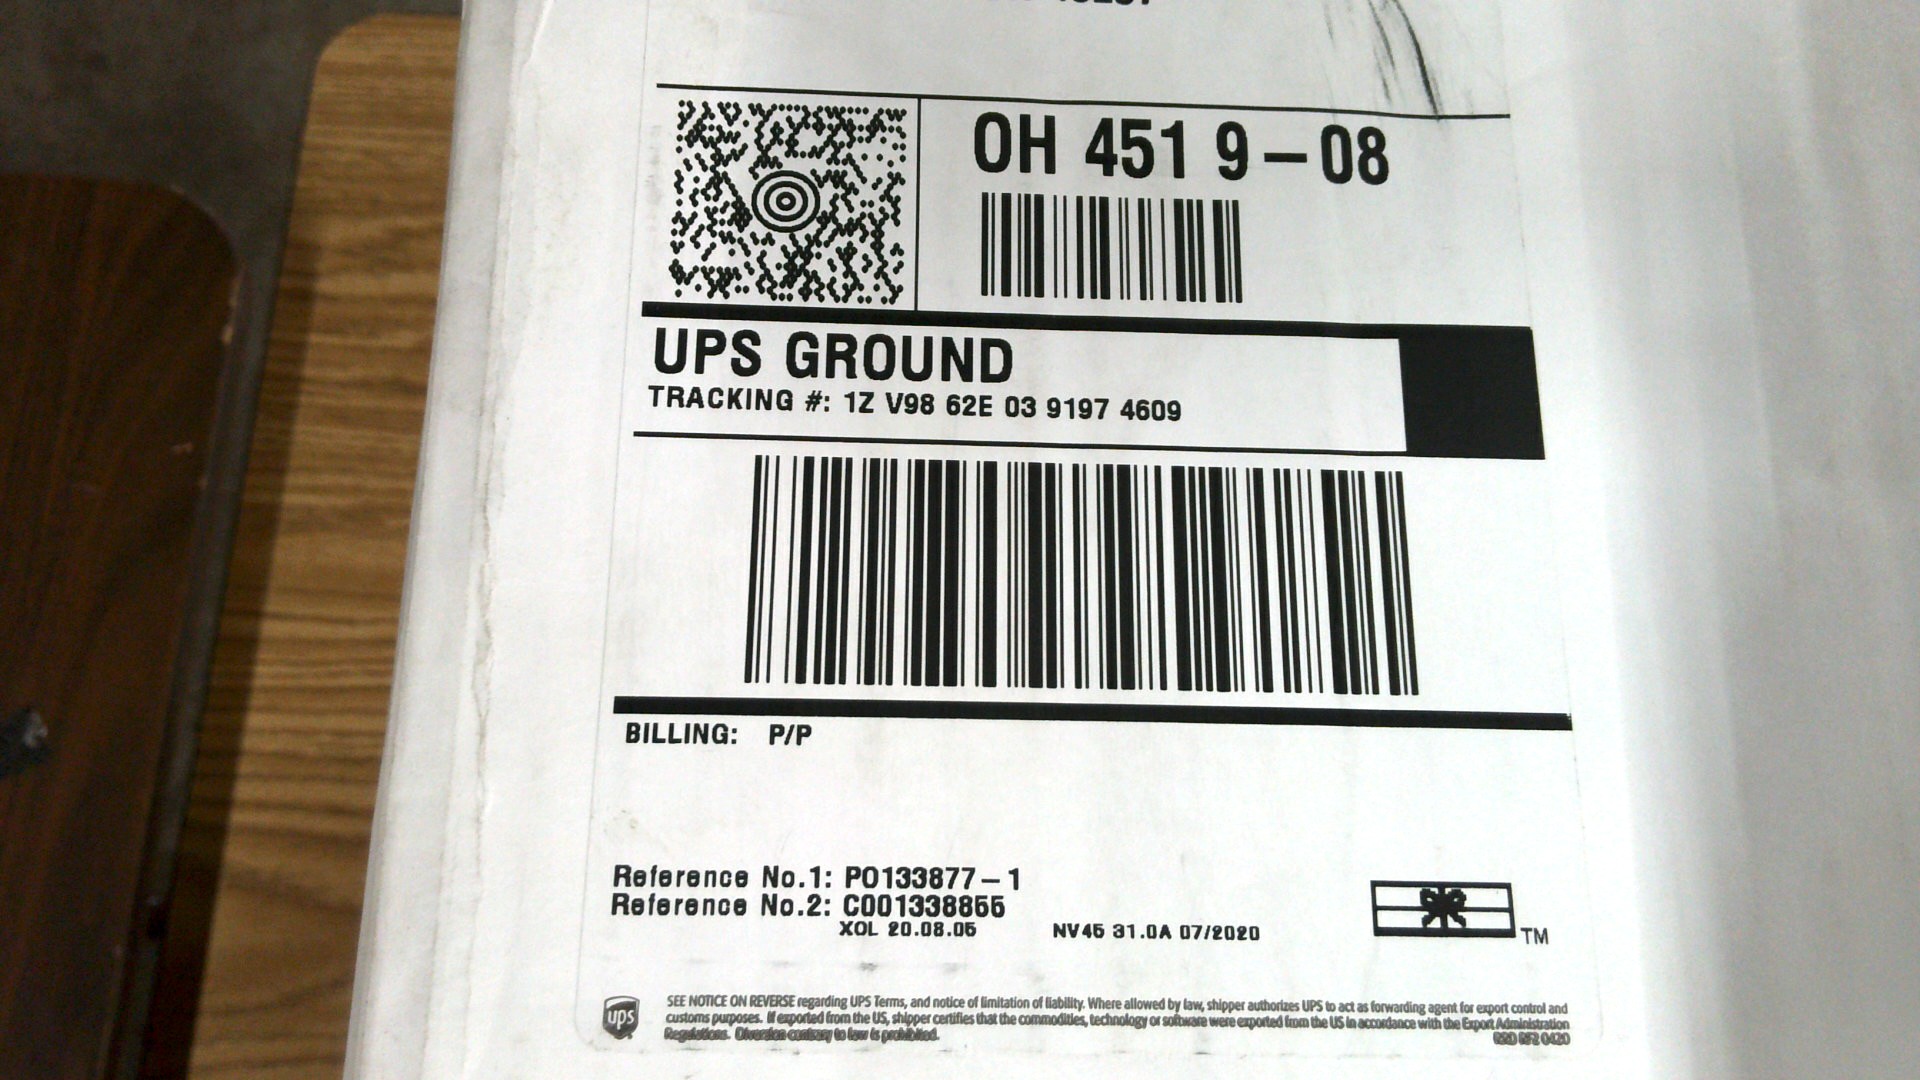 OH 451 9-08
UPS GROUND
TRACKING #: 1Z V98 62E 03 9197 4609
BILLING: P/P
Reference No.1: PO133877-1
Reference No.2: C001338855
XOL 20.08.05
NV45 31.0A 07/2020
TM
ups
SEE NOTICE ON REVERSE regarding UPS Terms, and notice of limitation of liability. Where allowed by law, shipper authorizes UPS to act as forwarding agent for export control and
customs purposes. If exported from the US, shipper certifies that the commodities, technology or software were exported from the US in accordance with the Export Administration
Regulations. Diversion contrary to law is prohibited.